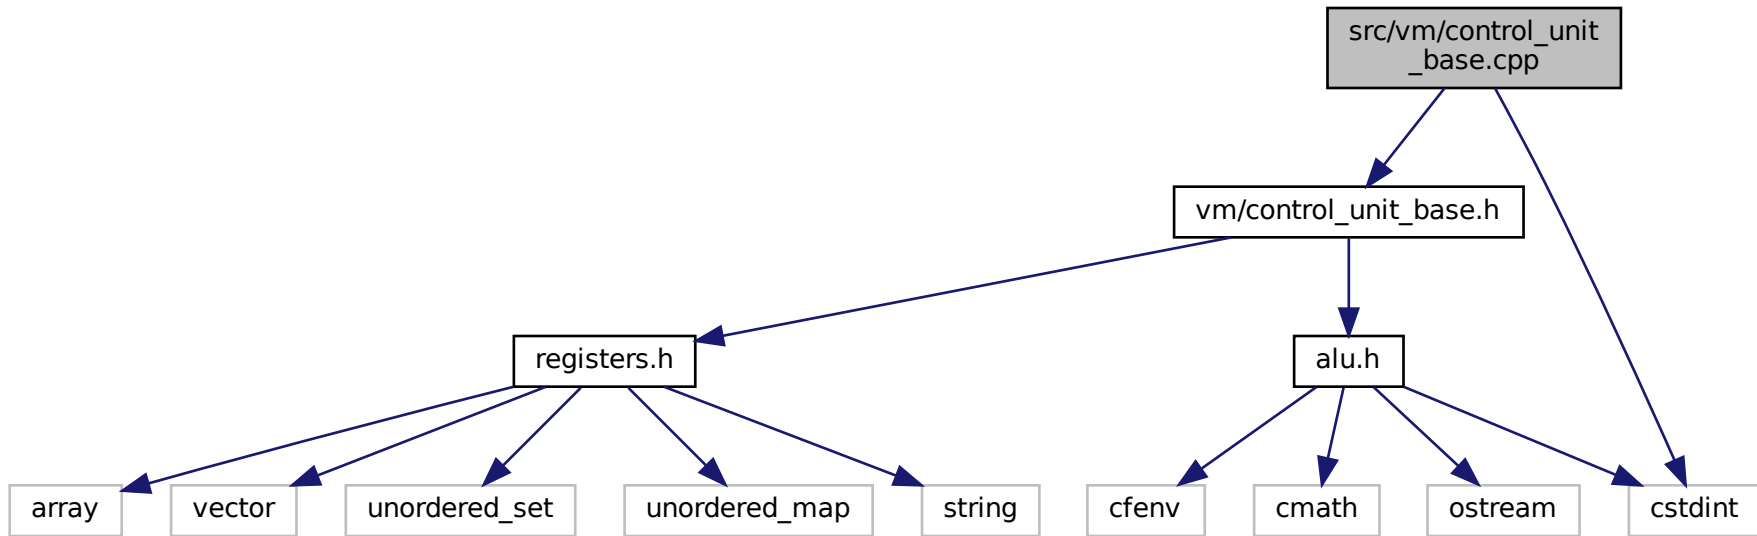 src/vm/control_unit
_base.cpp
vm/control_unit_base.h
registers.h
alu.h
array
vector
unordered_set
unordered_map
string
cfenv
cmath
ostream
cstdint